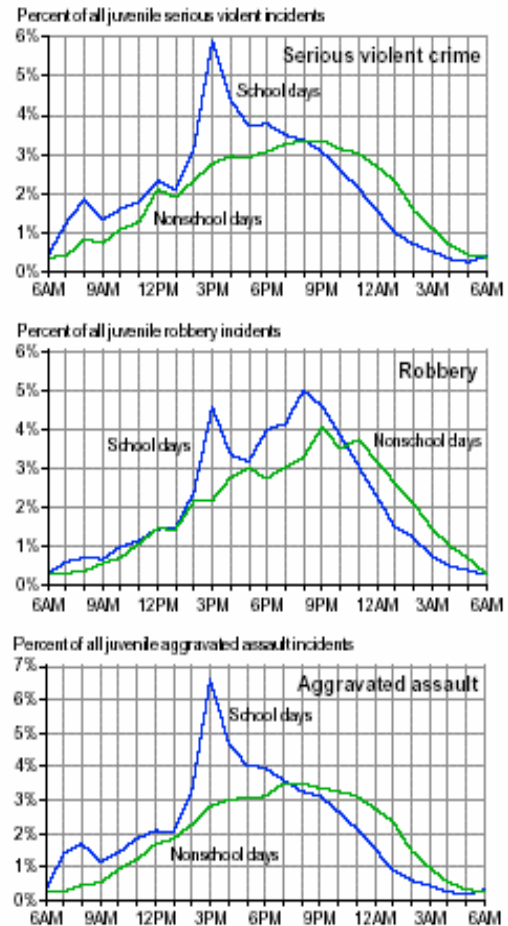 Percent of all juvenile serious violent incidents
6%
Serious violent crime
5%
School days
4%
3%
2%
Nonschool days
1%
0%
6AM 9AM 12PM 3PM 6PM 9PM 12AM 3AM 6AM
Percent of all juvenile robbery incidents
6%
Robbery
5%
4%
School days
Nonschool days
3%
2%
1%
0%
6AM 9AM 12PM 3PM 6PM 9PM 12AM 3AM 6AM
Percent of all juvenile aggravated assault incidents
7%
Aggravated assault
6%
School days
5%
4%
3%
2%
Nonschool days
1%
0%
6AM 9AM 12PM 3PM 6PM 9PM 12AM 3AM 6AM